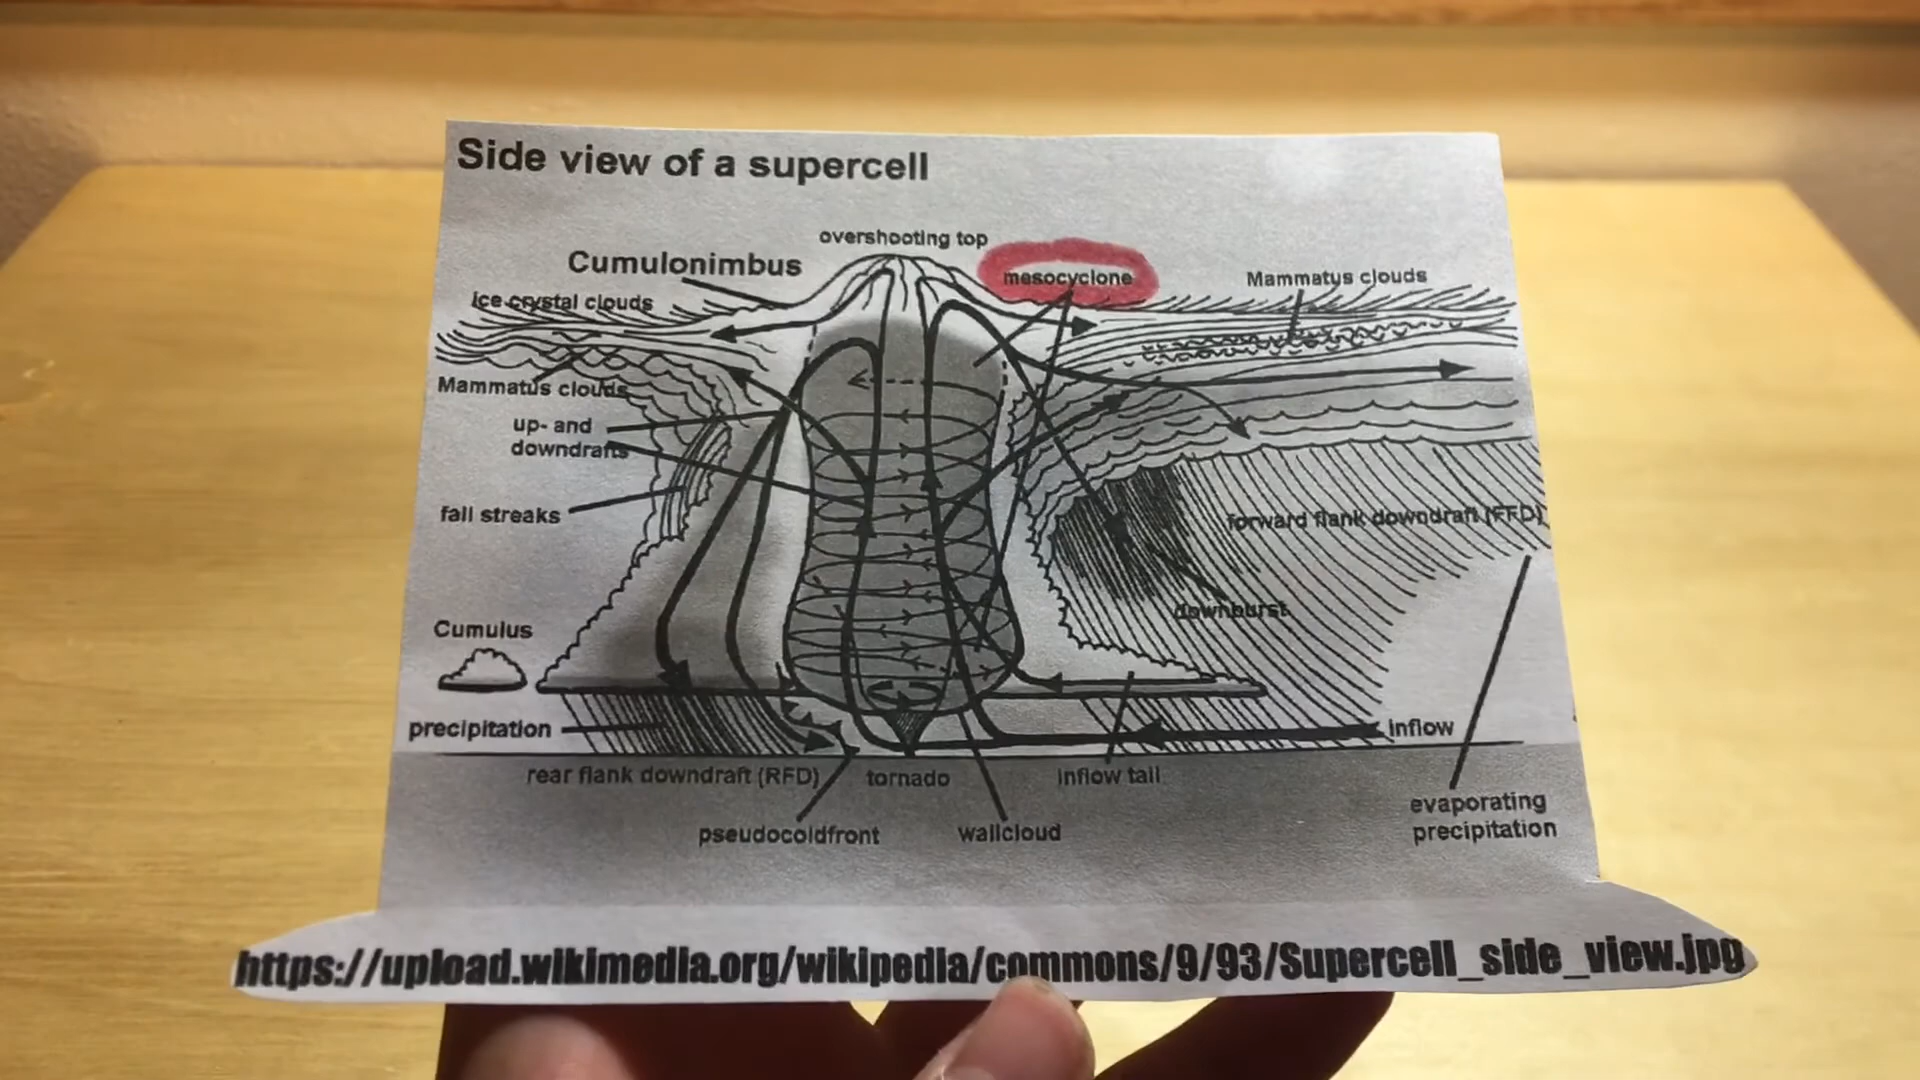 Side view of a supercell
overshooting top
Cumulonimbus
mesocyclone
Mammatus clouds
ice crystal clouds
Mammatus clouds
up- and
downdrafts
fall streaks
forward flank downdraft (FFD)
downburst
Cumulus
precipitation
inflow
rear flank downdraft (RFD)
tornado
inflow tail
evaporating
precipitation
pseudocoldfront
wallcloud
https://upload.wikimedia.org/wikipedia/commons/9/93/Supercell_side_view.jpg